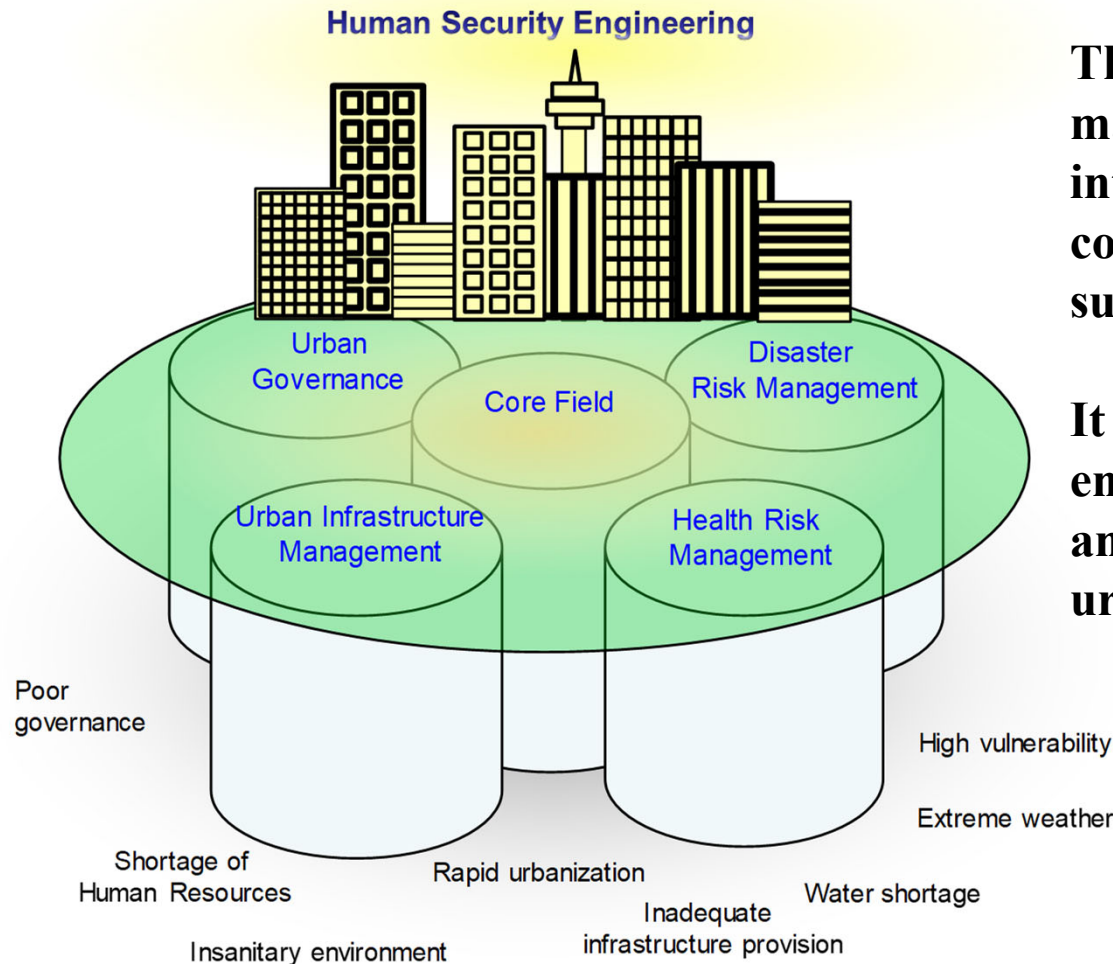 Human Security Engineering
Urban
Governance
Disaster
Risk Management
Core Field
Urban Infrastructure
Management
Health Risk
Management
Poor
governance
High vulnerability
Extreme weather
Shortage of
Human Resources
Rapid urbanization
Water shortage
Inadequate
infrastructure provision
Insanitary environment
It